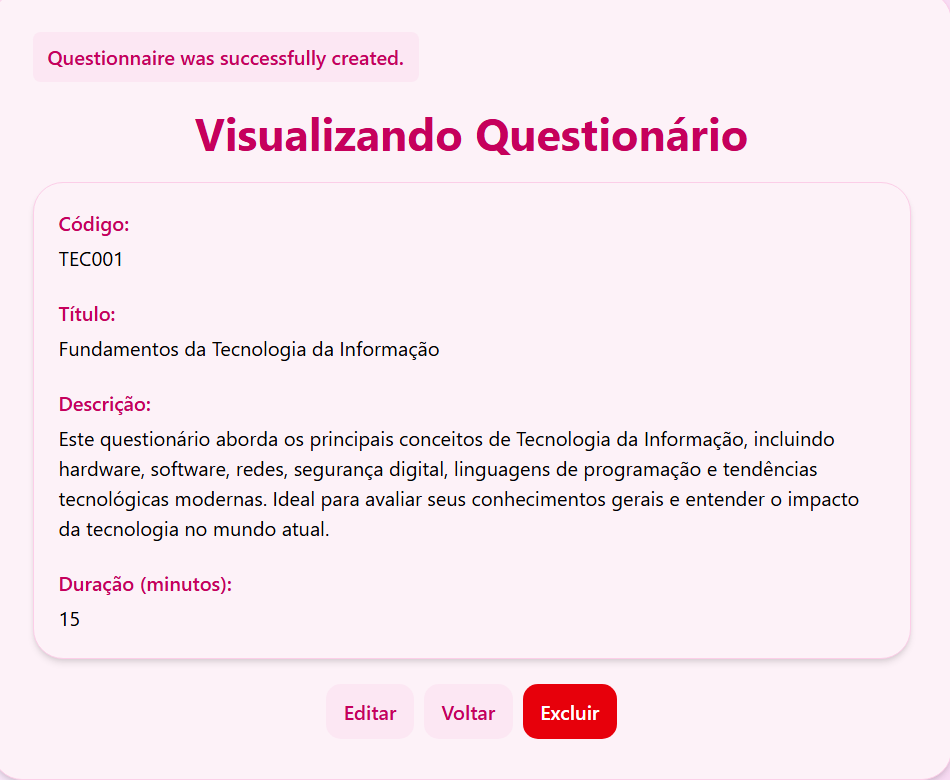 Questionnaire was successfully created.
Visualizando Questionário
Código:
TEC001
Título:
Fundamentos da Tecnologia da Informação
Descrição:
Este questionário aborda os principais conceitos de Tecnologia da Informação, incluindo
hardware, software, redes, segurança digital, linguagens de programação e tendências
tecnológicas modernas. Ideal para avaliar seus conhecimentos gerais e entender o impacto
da tecnologia no mundo atual.
Duração (minutos):
15
Editar
Voltar
Excluir